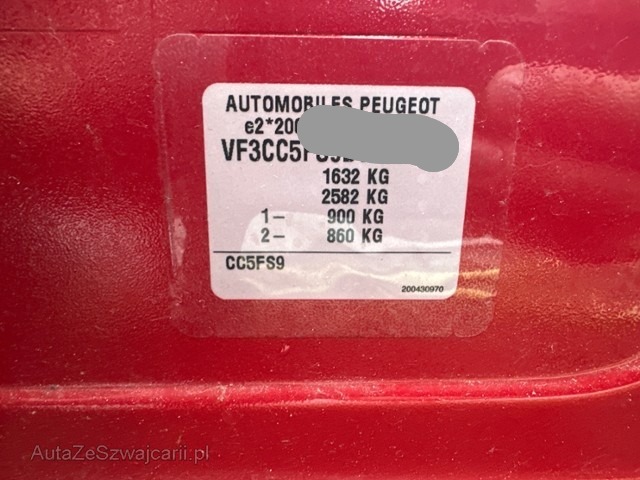 AUTOMOBILES PEUGEOT
e2*200
VF3CC5F
1632 KG
2582 KG
1- 900 KG
2- 860 KG
CC5FS9
200430970
AutaZeSzwajcarii.pl